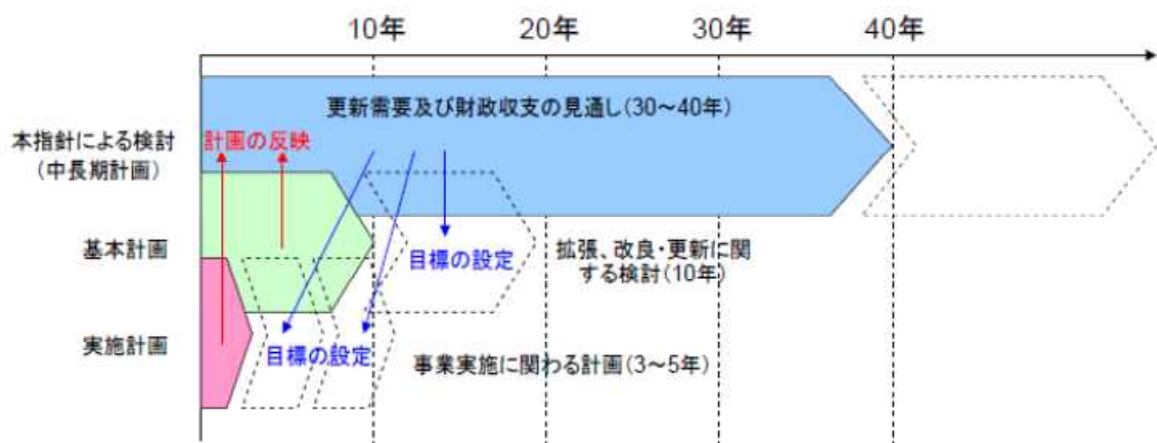 10年 20年 30年 40年
更新需要及び財政収支の見通し(30～40年)
本指針による検討
(中長期計画)
計画の反映
基本計画
目標の設定
拡張、改良・更新に関
する検討(10年)
実施計画
目標の設定
事業実施に関わる計画(3～5年)